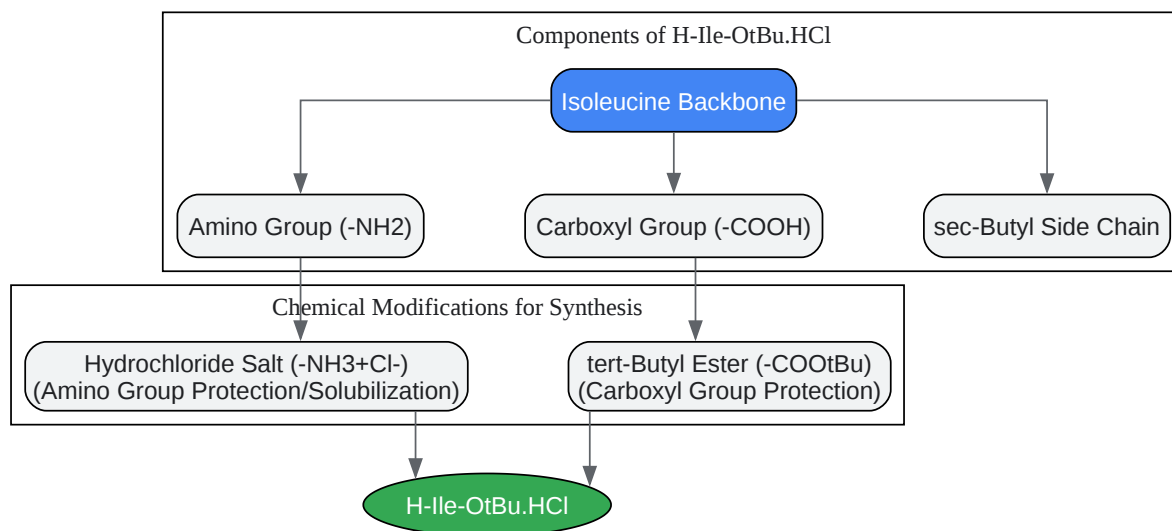 Components of H-Ile-OtBu.HCl
Isoleucine Backbone
Amino Group (-NH2)
Carboxyl Group (-COOH)
sec-Butyl Side Chain
Chemical Modifications for Synthesis
Hydrochloride Salt (-NH3+Cl-)
(Amino Group Protection/Solubilization)
tert-Butyl Ester (-COOtBu)
(Carboxyl Group Protection)
H-Ile-OtBu.HCl